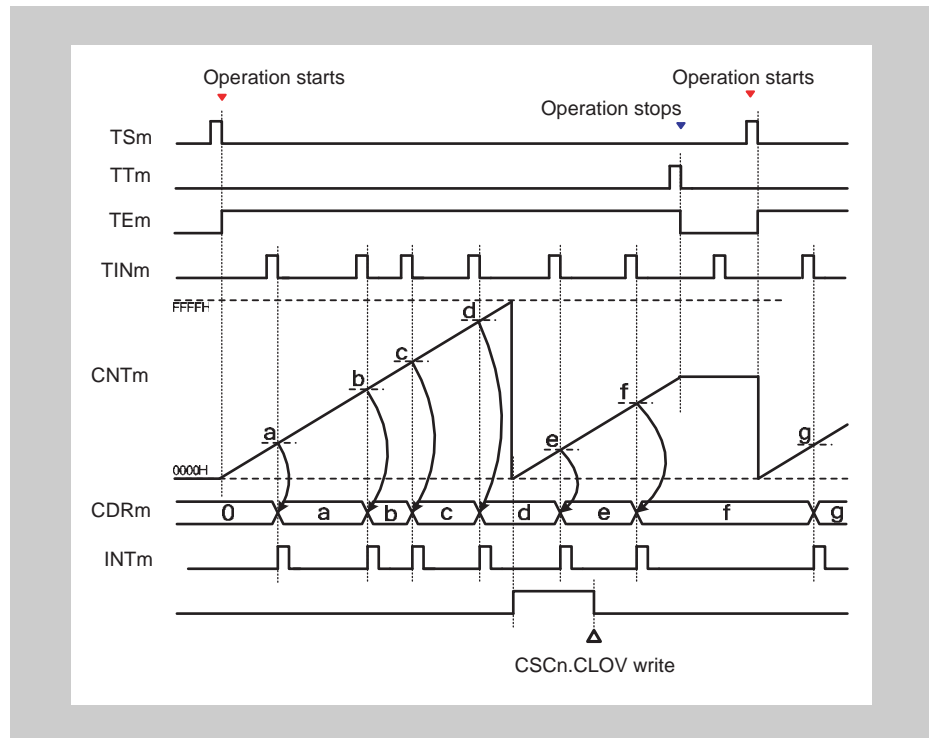 Operation starts
Operation starts
Operation stops
TSm
TTm
TEm
TINm
FFFFH
d
c
CNTm
b
f
a
e
g
0000H
CDRm 0 a b c d e f g
INTm
CSCn.CLOV write